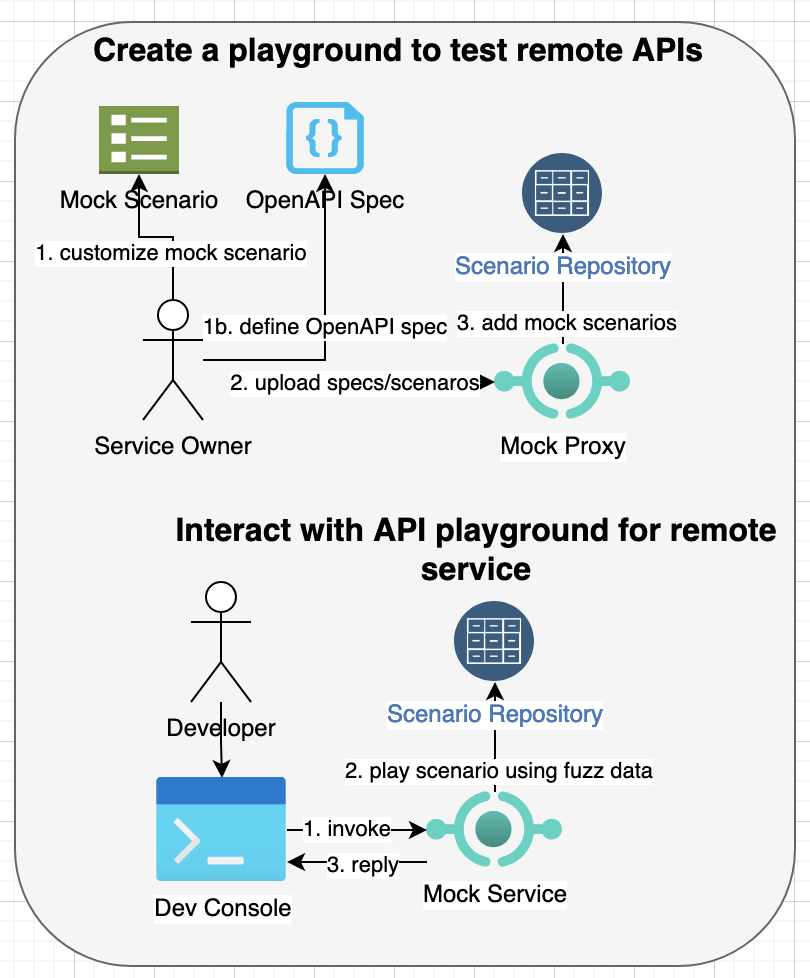 Create a playground to test remote APIs
{}
Mock Scenario
OpenAPI Spec
1. customize mock scenario
Scenario Repository
1b. define OpenAPI spec
3. add mock scenarios
2. upload specs/scenaros
Service Owner
Mock Proxy
Interact with API playground for remote
service
Scenario Repository
Developer
2. play scenario using fuzz data
>_
1. invoke
3. reply
Mock Service
Dev Console